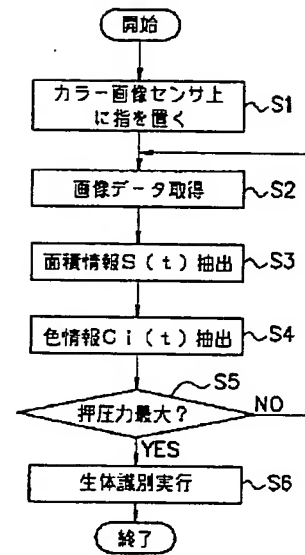 開始
カラー画像センサ上
に指を置く
S1
画像データ取得
S2
面積情報S(t)抽出
S3
色情報Ci(t)抽出
S4
S5
押圧力最大?
NO
YES
生体識別実行
S6
終了